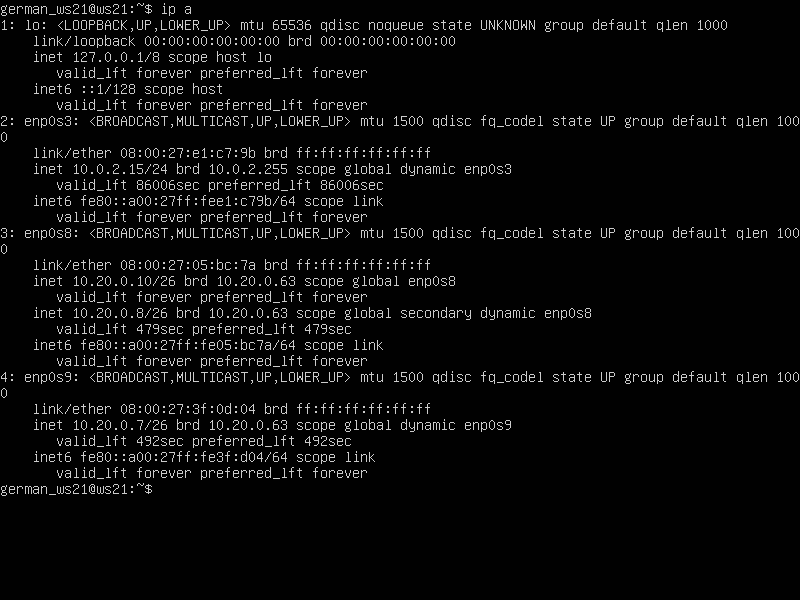 german_ws21@ws21:~$ ip a
1: lo: <LOOPBACK,UP,LOWER_UP> mtu 65536 qdisc noqueue state UNKNOWN group default qlen 1000
    link/loopback 00:00:00:00:00:00 brd 00:00:00:00:00:00
    inet 127.0.0.1/8 scope host lo
       valid_lft forever preferred_lft forever
    inet6 ::1/128 scope host
       valid_lft forever preferred_lft forever
2: enp0s3: <BROADCAST,MULTICAST,UP,LOWER_UP> mtu 1500 qdisc fq_codel state UP group default qlen 100
0
    link/ether 08:00:27:e1:c7:9b brd ff:ff:ff:ff:ff:ff
    inet 10.0.2.15/24 brd 10.0.2.255 scope global dynamic enp0s3
       valid_lft 86006sec preferred_lft 86006sec
    inet6 fe80::a00:27ff:fee1:c79b/64 scope link
       valid_lft forever preferred_lft forever
3: enp0s8: <BROADCAST,MULTICAST,UP,LOWER_UP> mtu 1500 qdisc fq_codel state UP group default qlen 100
0
    link/ether 08:00:27:05:bc:7a brd ff:ff:ff:ff:ff:ff
    inet 10.20.0.10/26 brd 10.20.0.63 scope global enp0s8
       valid_lft forever preferred_lft forever
    inet 10.20.0.8/26 brd 10.20.0.63 scope global secondary dynamic enp0s8
       valid_lft 479sec preferred_lft 479sec
    inet6 fe80::a00:27ff:fe05:bc7a/64 scope link
       valid_lft forever preferred_lft forever
4: enp0s9: <BROADCAST,MULTICAST,UP,LOWER_UP> mtu 1500 qdisc fq_codel state UP group default qlen 100
0
    link/ether 08:00:27:3f:0d:04 brd ff:ff:ff:ff:ff:ff
    inet 10.20.0.7/26 brd 10.20.0.63 scope global dynamic enp0s9
       valid_lft 492sec preferred_lft 492sec
    inet6 fe80::a00:27ff:fe3f:d04/64 scope link
       valid_lft forever preferred_lft forever
german_ws21@ws21:~$